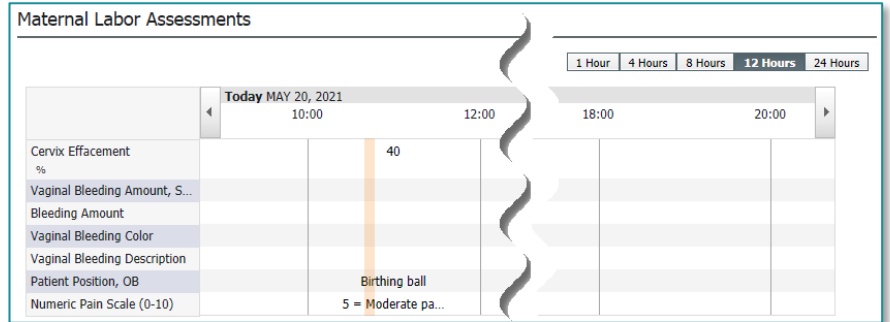 Maternal Labor Assessments
1 Hour 4 Hours 8 Hours 12 Hours 24 Hours
Today MAY 20, 2021
10:00 12:00 18:00 20:00
Cervix Effacement 40
%
Vaginal Bleeding Amount, S...
Bleeding Amount
Vaginal Bleeding Color
Vaginal Bleeding Description
Patient Position, OB Birthing ball
Numeric Pain Scale (0-10) 5 = Moderate pa...